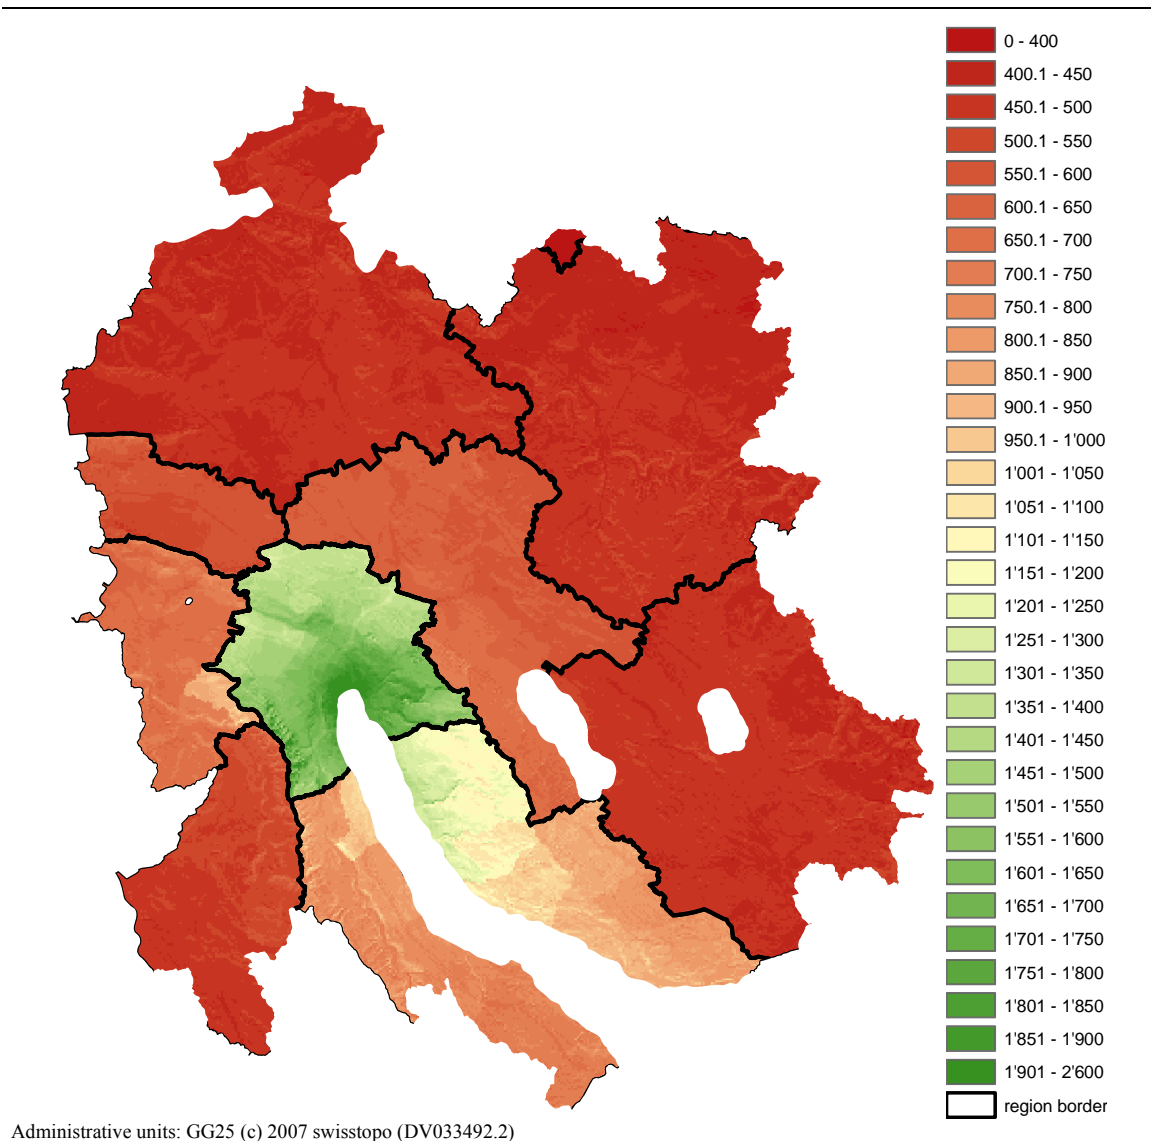 0 - 400
400.1 - 450
450.1 - 500
500.1 - 550
550.1 - 600
600.1 - 650
650.1 - 700
700.1 - 750
750.1 - 800
800.1 - 850
850.1 - 900
900.1 - 950
950.1 - 1'000
1'001 - 1'050
1'051 - 1'100
1'101 - 1'150
1'151 - 1'200
1'201 - 1'250
1'251 - 1'300
1'301 - 1'350
1'351 - 1'400
1'401 - 1'450
1'451 - 1'500
1'501 - 1'550
1'551 - 1'600
1'601 - 1'650
1'651 - 1'700
1'701 - 1'750
1'751 - 1'800
1'801 - 1'850
1'851 - 1'900
1'901 - 2'600
region border
Administrative units: GG25 (c) 2007 swisstopo (DV033492.2)